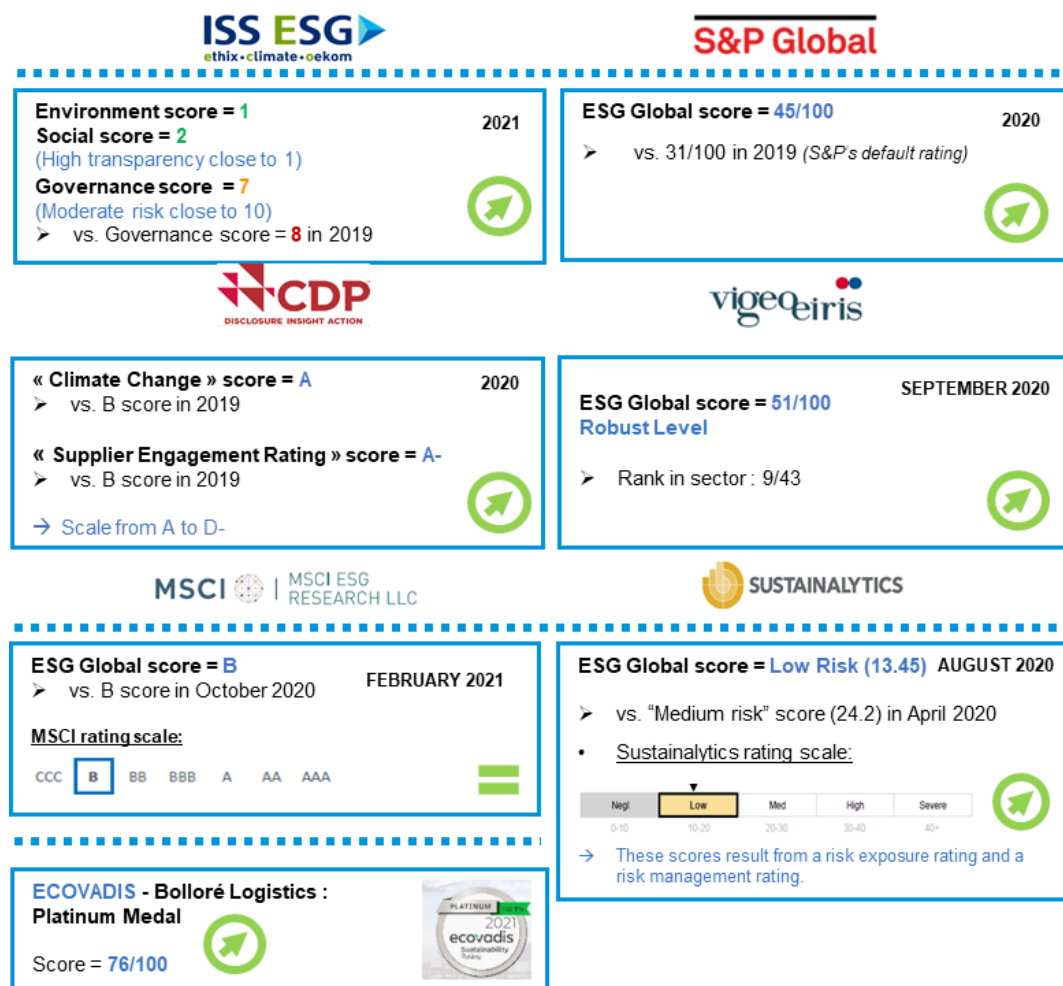 ISS ESG
ethix·climate·oekom
S&P Global
Environment score = 1
2021
Social score = 2
(High transparency close to 1)
Governance score = 7
(Moderate risk close to 10)
➢ vs. Governance score = 8 in 2019
ESG Global score = 45/100
2020
➢ vs. 31/100 in 2019 (S&P's default rating)
CDP
DISCLOSURE INSIGHT ACTION
vigeoeiris
« Climate Change » score = A
2020
➢ vs. B score in 2019
« Supplier Engagement Rating » score = A-
➢ vs. B score in 2019
→ Scale from A to D-
SEPTEMBER 2020
ESG Global score = 51/100
Robust Level
➢ Rank in sector : 9/43
MSCI | MSCI ESG
RESEARCH LLC
SUSTAINALYTICS
ESG Global score = B
FEBRUARY 2021
➢ vs. B score in October 2020
MSCI rating scale:
CCC B BB BBB A AA AAA
ESG Global score = Low Risk (13.45) AUGUST 2020
➢ vs. “Medium risk” score (24.2) in April 2020
• Sustainalytics rating scale:
Negl Low Med High Severe
0-10 10-20 20-30 30-40 40+
→ These scores result from a risk exposure rating and a
risk management rating.
ECOVADIS - Bolloré Logistics :
Platinum Medal
Score = 76/100
PLATINUM Top 1%
2021
ecovadis
Sustainability
Rating